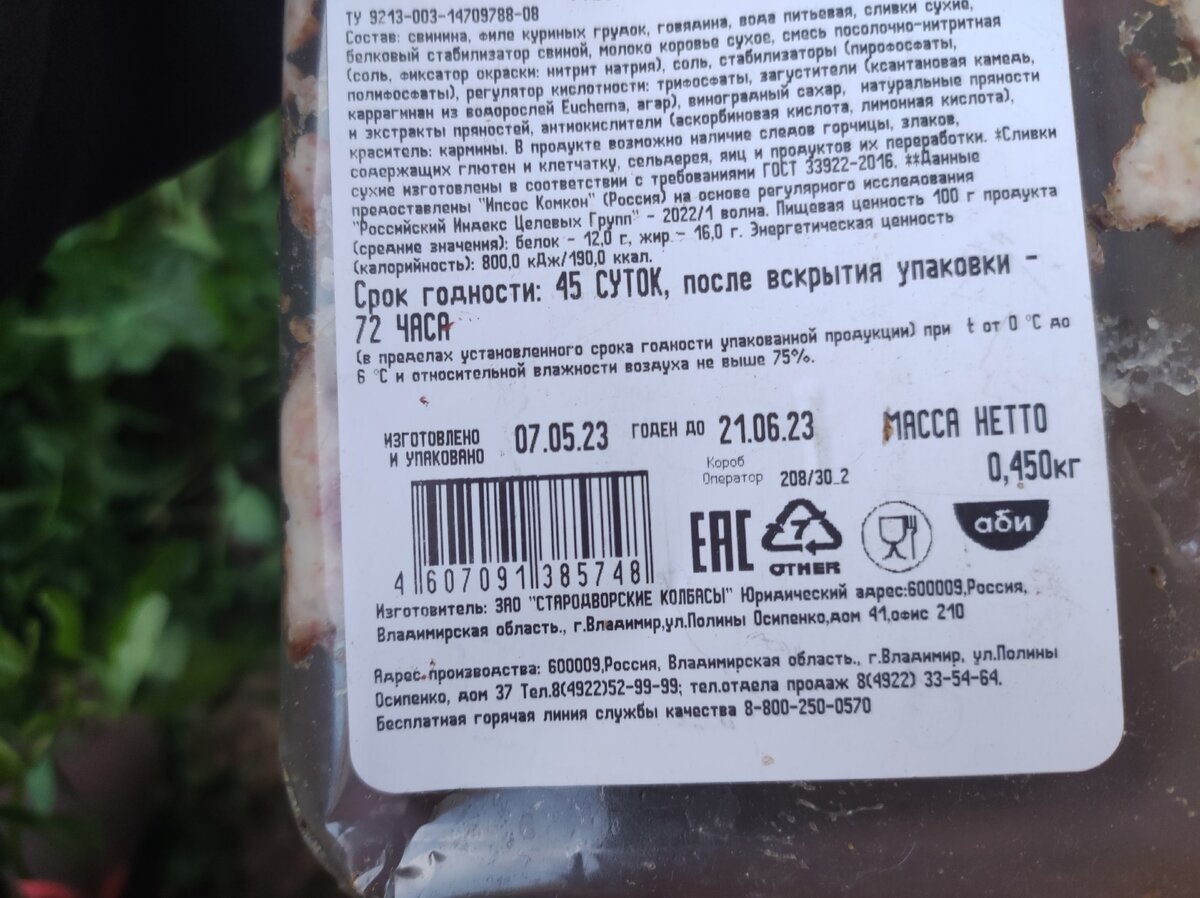 ТУ 9213-003-14709788-08
Состав: свинина, филе куриных грудок, говядина, вода питьевая, сливки сухие,
белковый стабилизатор свиной, молоко коровье сухое, смесь посолочно-нитритная
(соль, фиксатор окраски: нитрит натрия), соль, стабилизаторы (пирофосфаты,
полифосфаты), регулятор кислотности: трифосфаты, загустители (ксантановая камедь,
каррагинан из водорослей Euchema, агар), виноградный сахар, натуральные пряности
и экстракты пряностей, антиокислители (аскорбиновая кислота, лимонная кислота),
краситель: кармины. В продукте возможно наличие следов горчицы, злаков,
содержащих глютен и клетчатку, сельдерея, яиц и продуктов их переработки. *Сливки
сухие изготовлены в соответствии с требованиями ГОСТ 33922-2016. **Данные
предоставлены "Ипсос Комкон" (Россия) на основе регулярного исследования
"Российский Индекс Целевых Групп" - 2022/1 волна. Пищевая ценность 100 г продукта
(средние значения): белок - 12,0 г, жир - 16,0 г. Энергетическая ценность
(калорийность): 800,0 кДж/190,0 ккал.
Срок годности: 45 СУТОК, после вскрытия упаковки -
72 ЧАСА
(в пределах установленного срока годности упакованной продукции) при t от 0 °С до
6 °С и относительной влажности воздуха не выше 75%.
ИЗГОТОВЛЕНО И УПАКОВАНО 07.05.23 ГОДЕН ДО 21.06.23 МАССА НЕТТО
0,450кг
Короб
Оператор 208/30_2
EAC 7 OTHER аби
4 607091 385748
Изготовитель: ЗАО "СТАРОДВОРСКИЕ КОЛБАСЫ" Юридический адрес:600009,Россия,
Владимирская область., г.Владимир,ул.Полины Осипенко,дом 41,офис 210
Адрес производства: 600009,Россия, Владимирская область., г.Владимир, ул.Полины
Осипенко, дом 37 Тел.8(4922)52-99-99; тел.отдела продаж 8(4922) 33-54-64.
Бесплатная горячая линия службы качества 8-800-250-0570